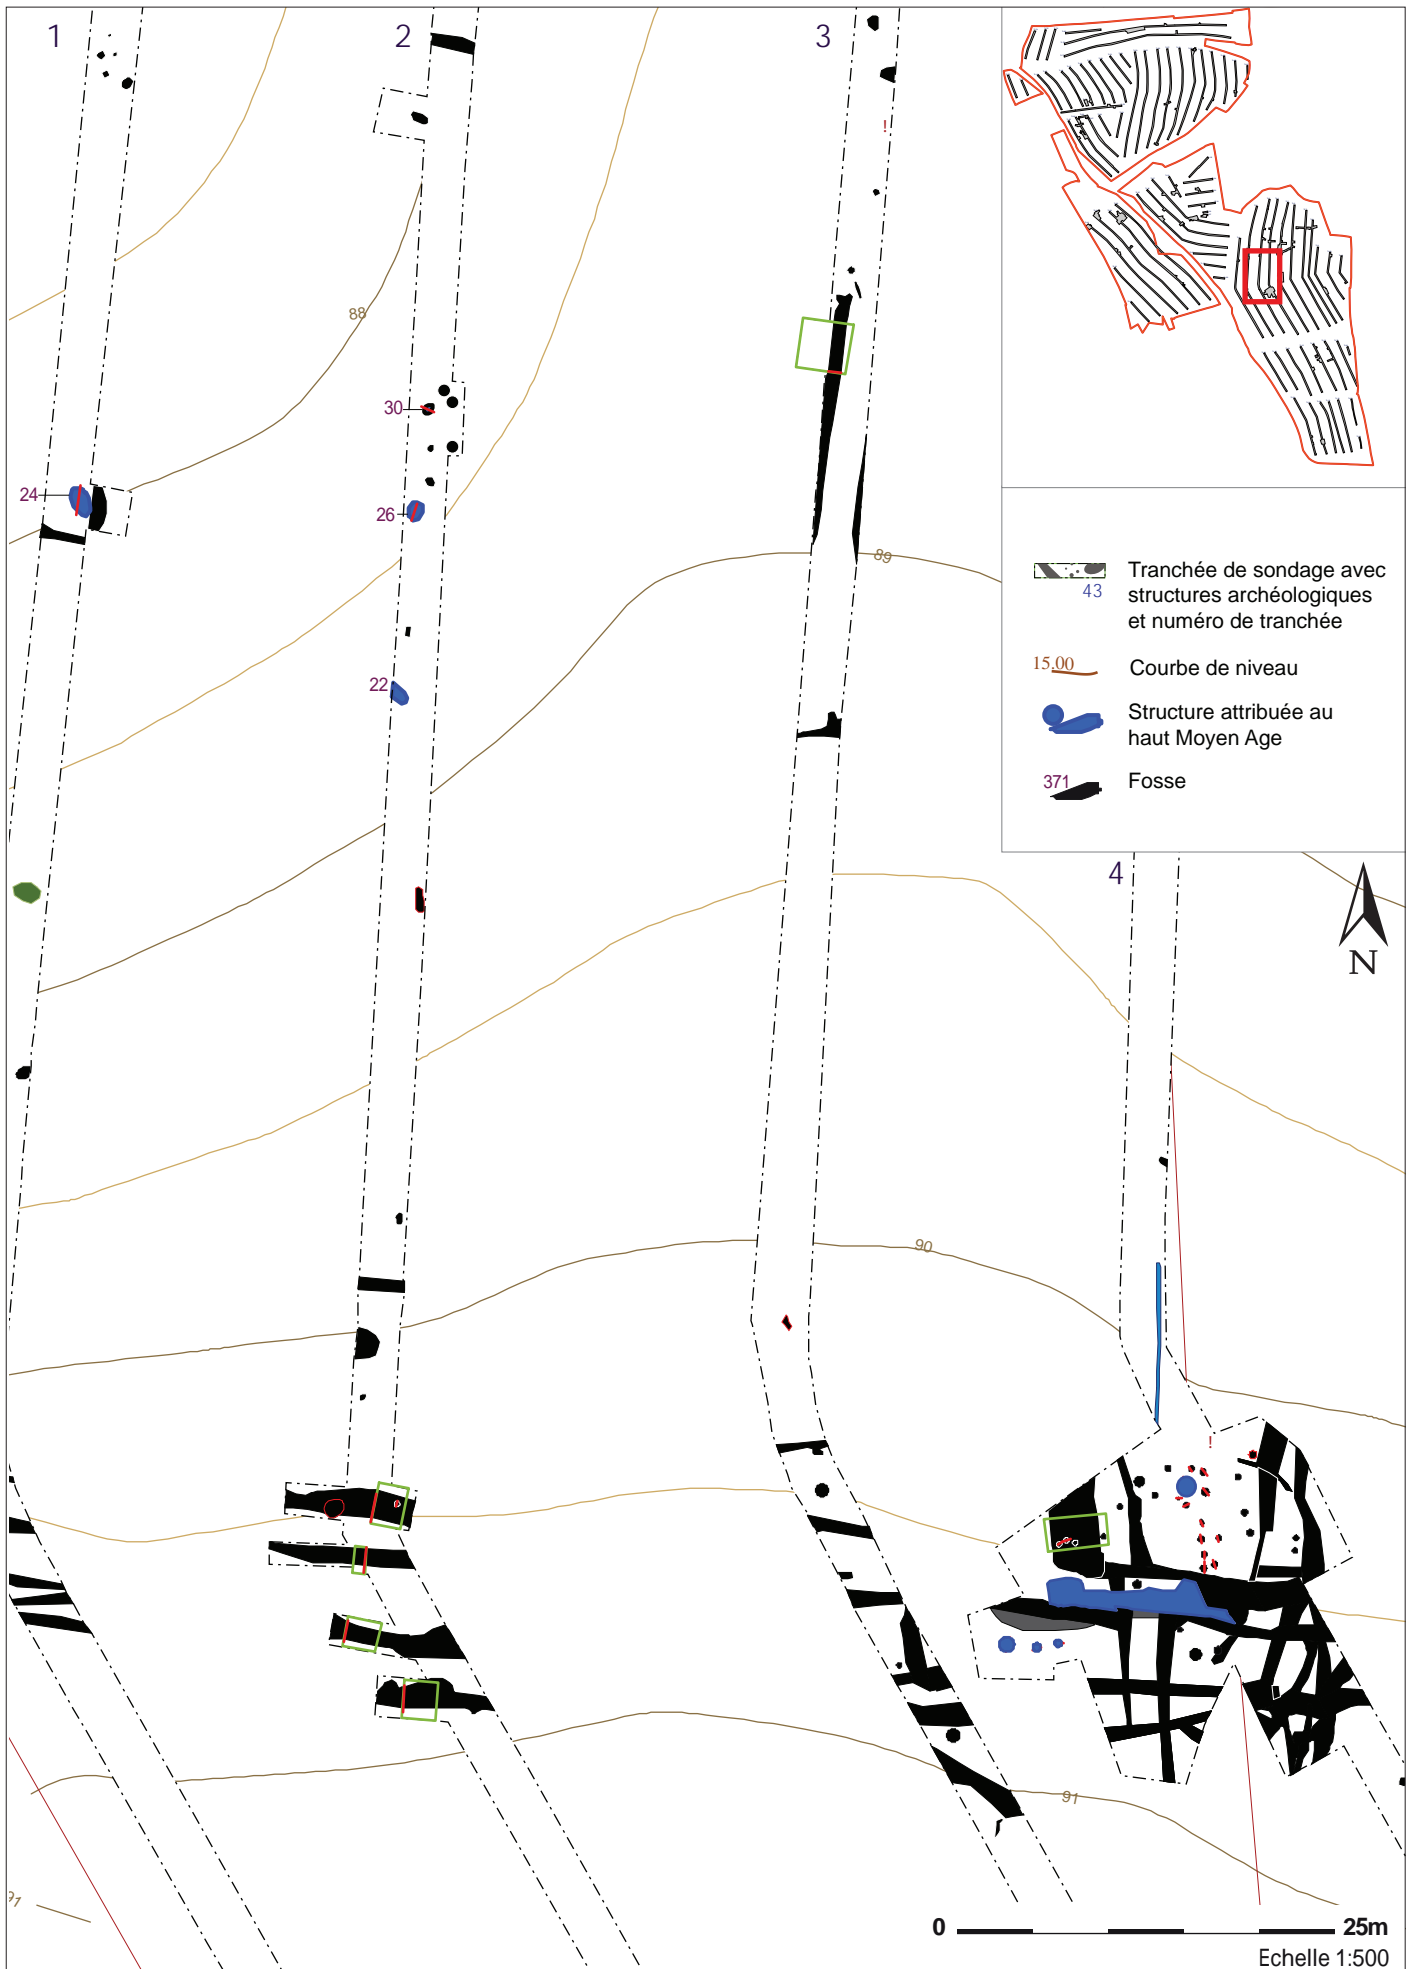 1
2
3
88
30
24
26
89
22
Tranchée de sondage avec
structures archéologiques
et numéro de tranchée
43
15.00
Courbe de niveau
Structure attribuée au
haut Moyen Age
371
Fosse
4
N
90
!
!
91
91
0
25m
Echelle 1:500